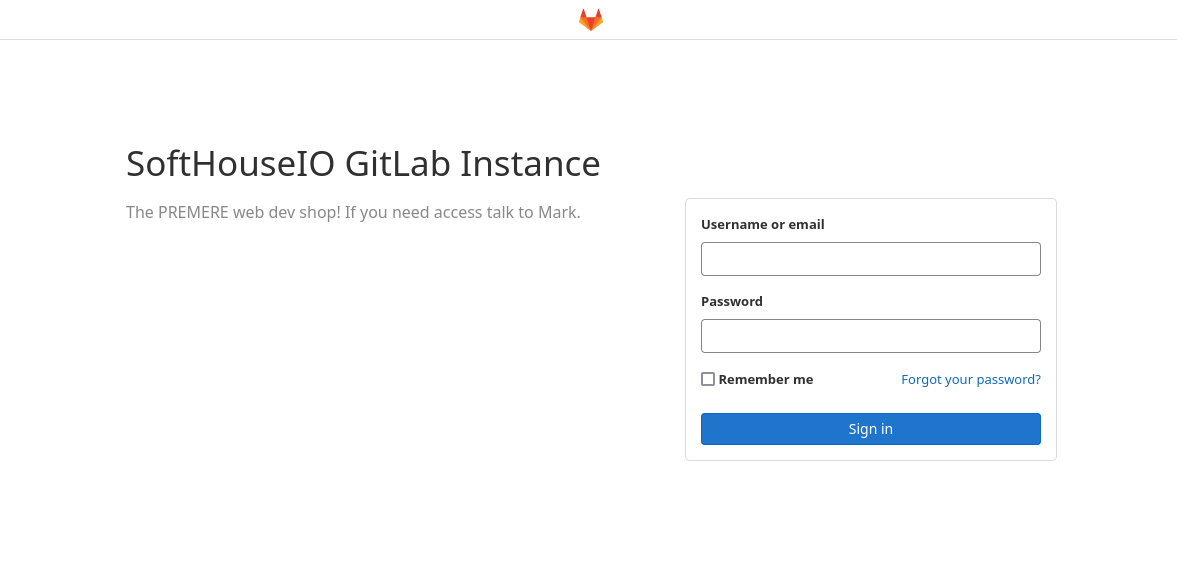 SoftHouseIO GitLab Instance
The PREMERE web dev shop! If you need access talk to Mark.
Username or email
Password
Remember me
Forgot your password?
Sign in